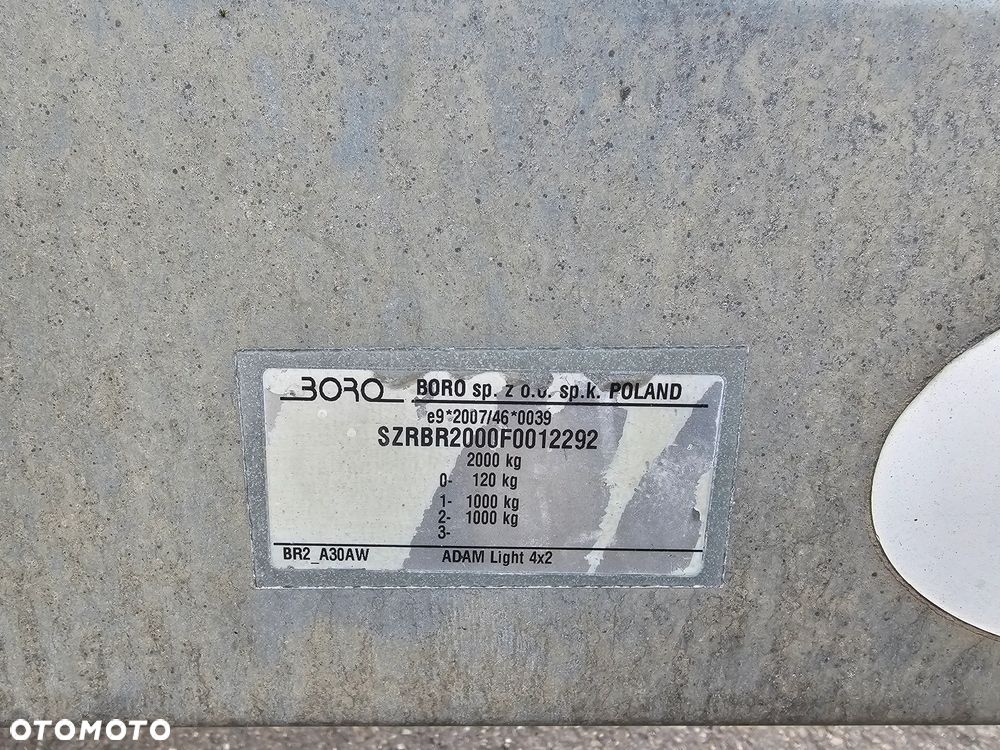 BORO BORO sp. z o.o. sp.k. POLAND
e9*2007/46*0039
SZRBR2000F0012292
2000 kg
0- 120 kg
1- 1000 kg
2- 1000 kg
3-
BR2_A30AW ADAM Light 4x2
OTOMOTO